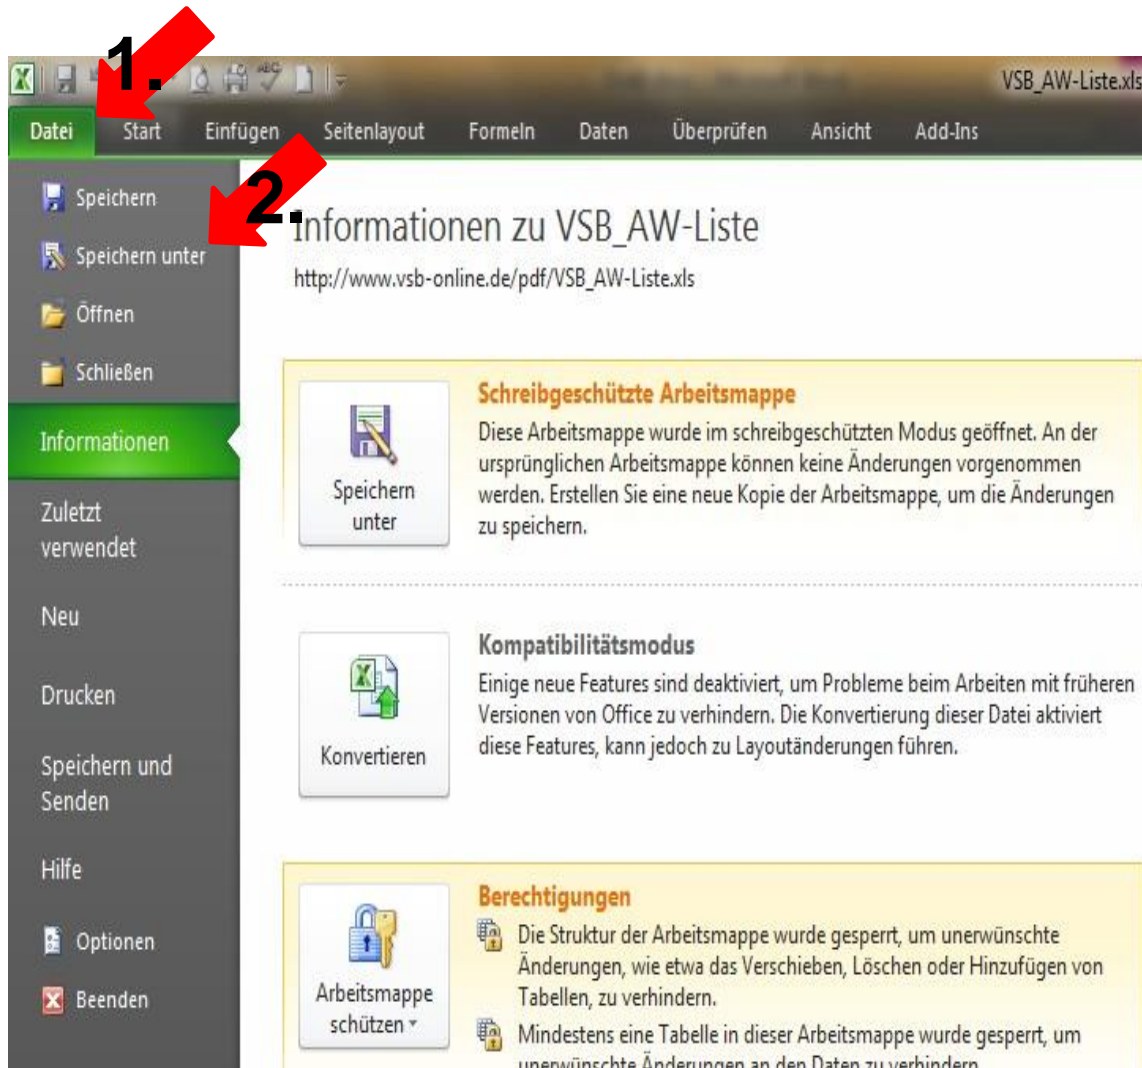 1.
VSB_AW-Liste.xls
Datei Start Einfügen Seitenlayout Formeln Daten Überprüfen Ansicht Add-Ins
2.
Speichern
Speichern unter
Öffnen
Schließen
Informationen
Zuletzt
verwendet
Neu
Drucken
Speichern und
Senden
Hilfe
Optionen
Beenden
Informationen zu VSB_AW-Liste
http://www.vsb-online.de/pdf/VSB_AW-Liste.xls
Speichern
unter
Schreibgeschützte Arbeitsmappe
Diese Arbeitsmappe wurde im schreibgeschützten Modus geöffnet. An der
ursprünglichen Arbeitsmappe können keine Änderungen vorgenommen
werden. Erstellen Sie eine neue Kopie der Arbeitsmappe, um die Änderungen
zu speichern.
Konvertieren
Kompatibilitätsmodus
Einige neue Features sind deaktiviert, um Probleme beim Arbeiten mit früheren
Versionen von Office zu verhindern. Die Konvertierung dieser Datei aktiviert
diese Features, kann jedoch zu Layoutänderungen führen.
Arbeitsmappe
schützen
Berechtigungen
Die Struktur der Arbeitsmappe wurde gesperrt, um unerwünschte
Änderungen, wie etwa das Verschieben, Löschen oder Hinzufügen von
Tabellen, zu verhindern.
Mindestens eine Tabelle in dieser Arbeitsmappe wurde gesperrt, um
unerwünschte Änderungen an den Daten zu verhindern